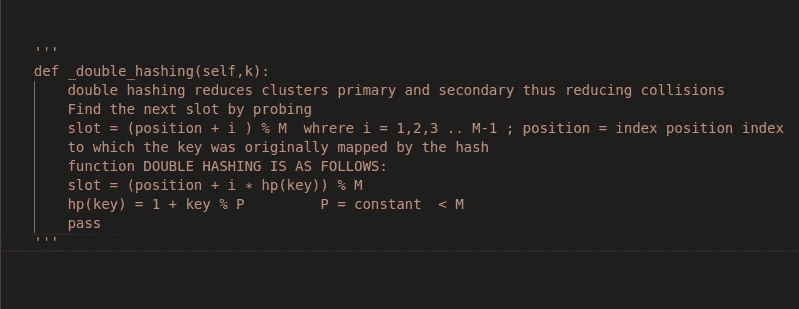 '''
def _double_hashing(self,k):
double hashing reduces clusters primary and secondary thus reducing collisions
Find the next slot by probing
slot = (position + i ) % M  whrere i = 1,2,3 .. M-1 ; position = index position index
to which the key was originally mapped by the hash
function DOUBLE HASHING IS AS FOLLOWS:
slot = (position + i * hp(key)) % M
hp(key) = 1 + key % P         P = constant  < M
pass
'''